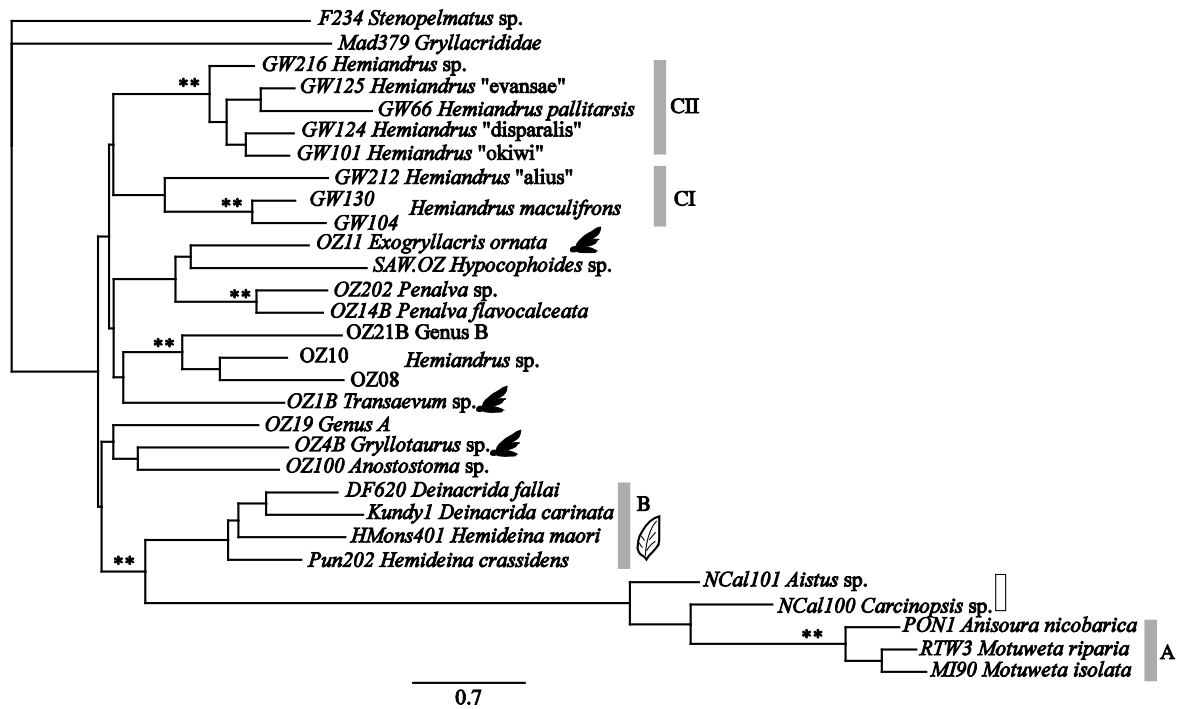 F234 Stenopelmatus sp.
Mad379 Gryllacrididae
GW216 Hemiandrus sp.
** GW125 Hemiandrus "evansae"
GW66 Hemiandrus pallitarsis
CII
GW124 Hemiandrus "disparalis"
GW101 Hemiandrus "okiwi"
GW212 Hemiandrus "alius"
** GW130
Hemiandrus maculifrons
CI
GW104
OZ11 Exogryllacris ornata
SAW.OZ Hypocophoides sp.
** OZ202 Penalva sp.
OZ14B Penalva flavocalceata
OZ21B Genus B
**
OZ10
Hemiandrus sp.
OZ08
OZ1B Transaevum sp.
OZ19 Genus A
OZ4B Gryllotaurus sp.
OZ100 Anostostoma sp.
DF620 Deinacrida fallai
B
Kundy1 Deinacrida carinata
HMons401 Hemideina maori
** Pun202 Hemideina crassidens
NCal101 Aistus sp.
NCal100 Carcinopsis sp.
** PON1 Anisoura nicobarica
RTW3 Motuweta riparia
A
MI90 Motuweta isolata
0.7